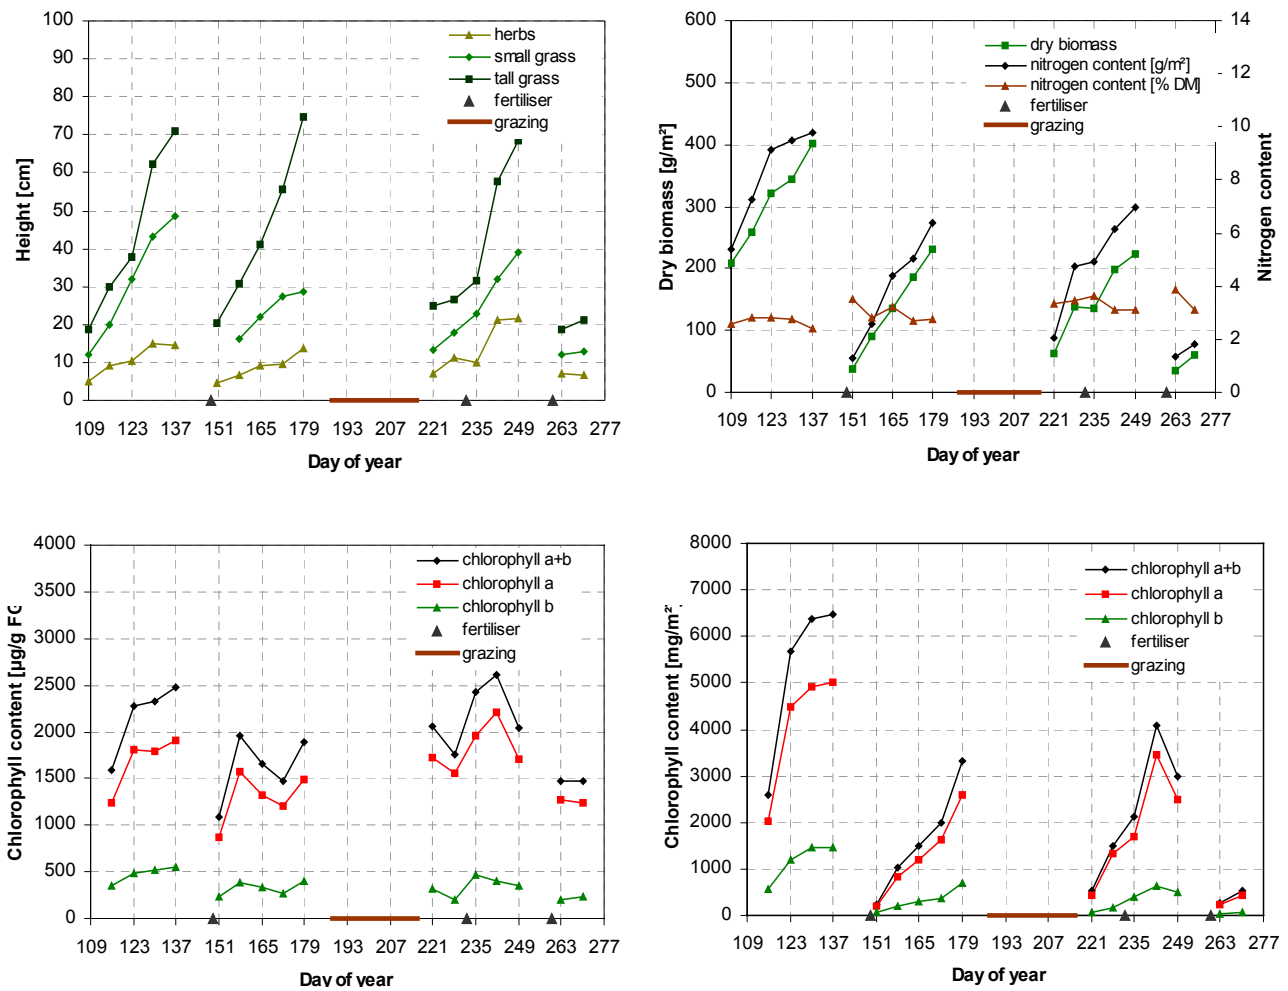 100
90
80
70
60
50
40
30
20
10
0
Height [cm]
herbs
small grass
tall grass
fertiliser
grazing
109 123 137 151 165 179 193 207 221 235 249 263 277
Day of year
600
500
400
300
200
100
0
Dry biomass [g/m²]
dry biomass
nitrogen content [g/m²]
nitrogen content [% DM]
fertiliser
grazing
14
12
10
8
6
4
2
0
Nitrogen content
109 123 137 151 165 179 193 207 221 235 249 263 277
Day of year
4000
3500
3000
2500
2000
1500
1000
500
0
Chlorophyll content [µg/g F
chlorophyll a+b
chlorophyll a
chlorophyll b
fertiliser
grazing
109 123 137 151 165 179 193 207 221 235 249 263 277
Day of year
8000
7000
6000
5000
4000
3000
2000
1000
0
Chlorophyll content [mg/m²
chlorophyll a+b
chlorophyll a
chlorophyll b
fertiliser
grazing
109 123 137 151 165 179 193 207 221 235 249 263 277
Day of year